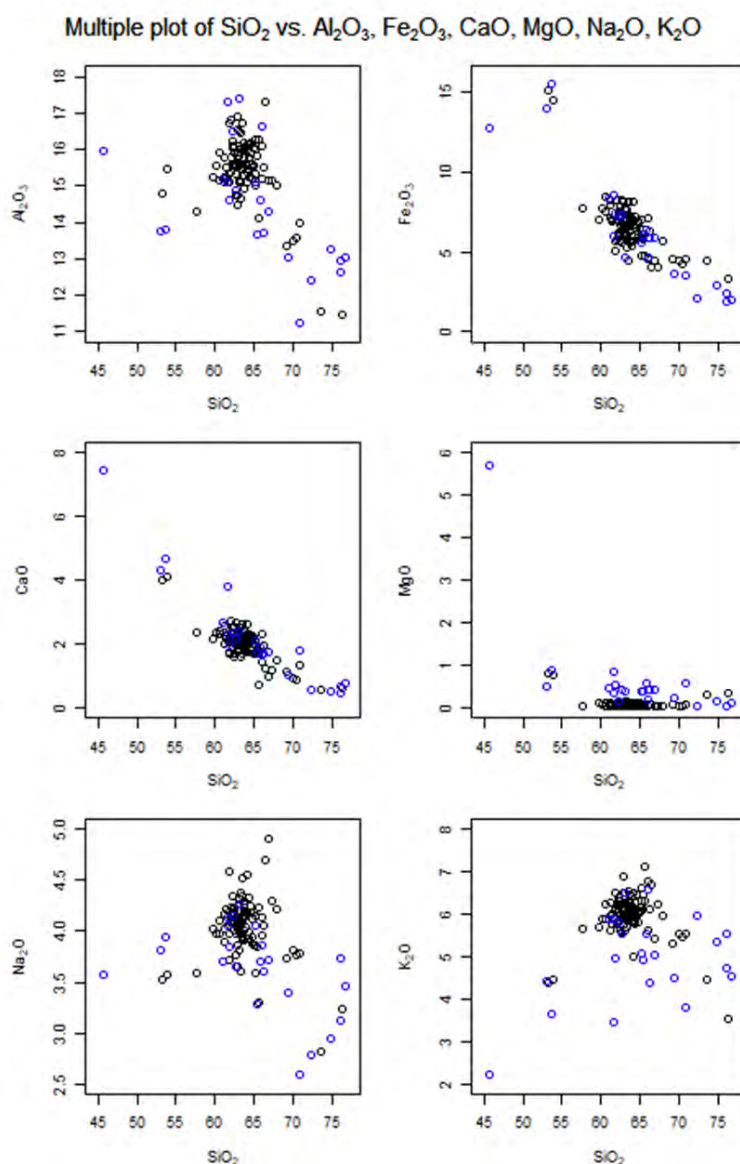 Multiple plot of SiO₂ vs. Al₂O₃, Fe₂O₃, CaO, MgO, Na₂O, K₂O
18
17
16
15
14
13
12
11
Al₂O₃
45 50 55 60 65 70 75
SiO₂
15
10
5
0
Fe₂O₃
45 50 55 60 65 70 75
SiO₂
8
6
4
2
0
CaO
45 50 55 60 65 70 75
SiO₂
6
5
4
3
2
1
0
MgO
45 50 55 60 65 70 75
SiO₂
5.0
4.5
4.0
3.5
3.0
2.5
Na₂O
45 50 55 60 65 70 75
SiO₂
8
7
6
5
4
3
2
K₂O
45 50 55 60 65 70 75
SiO₂